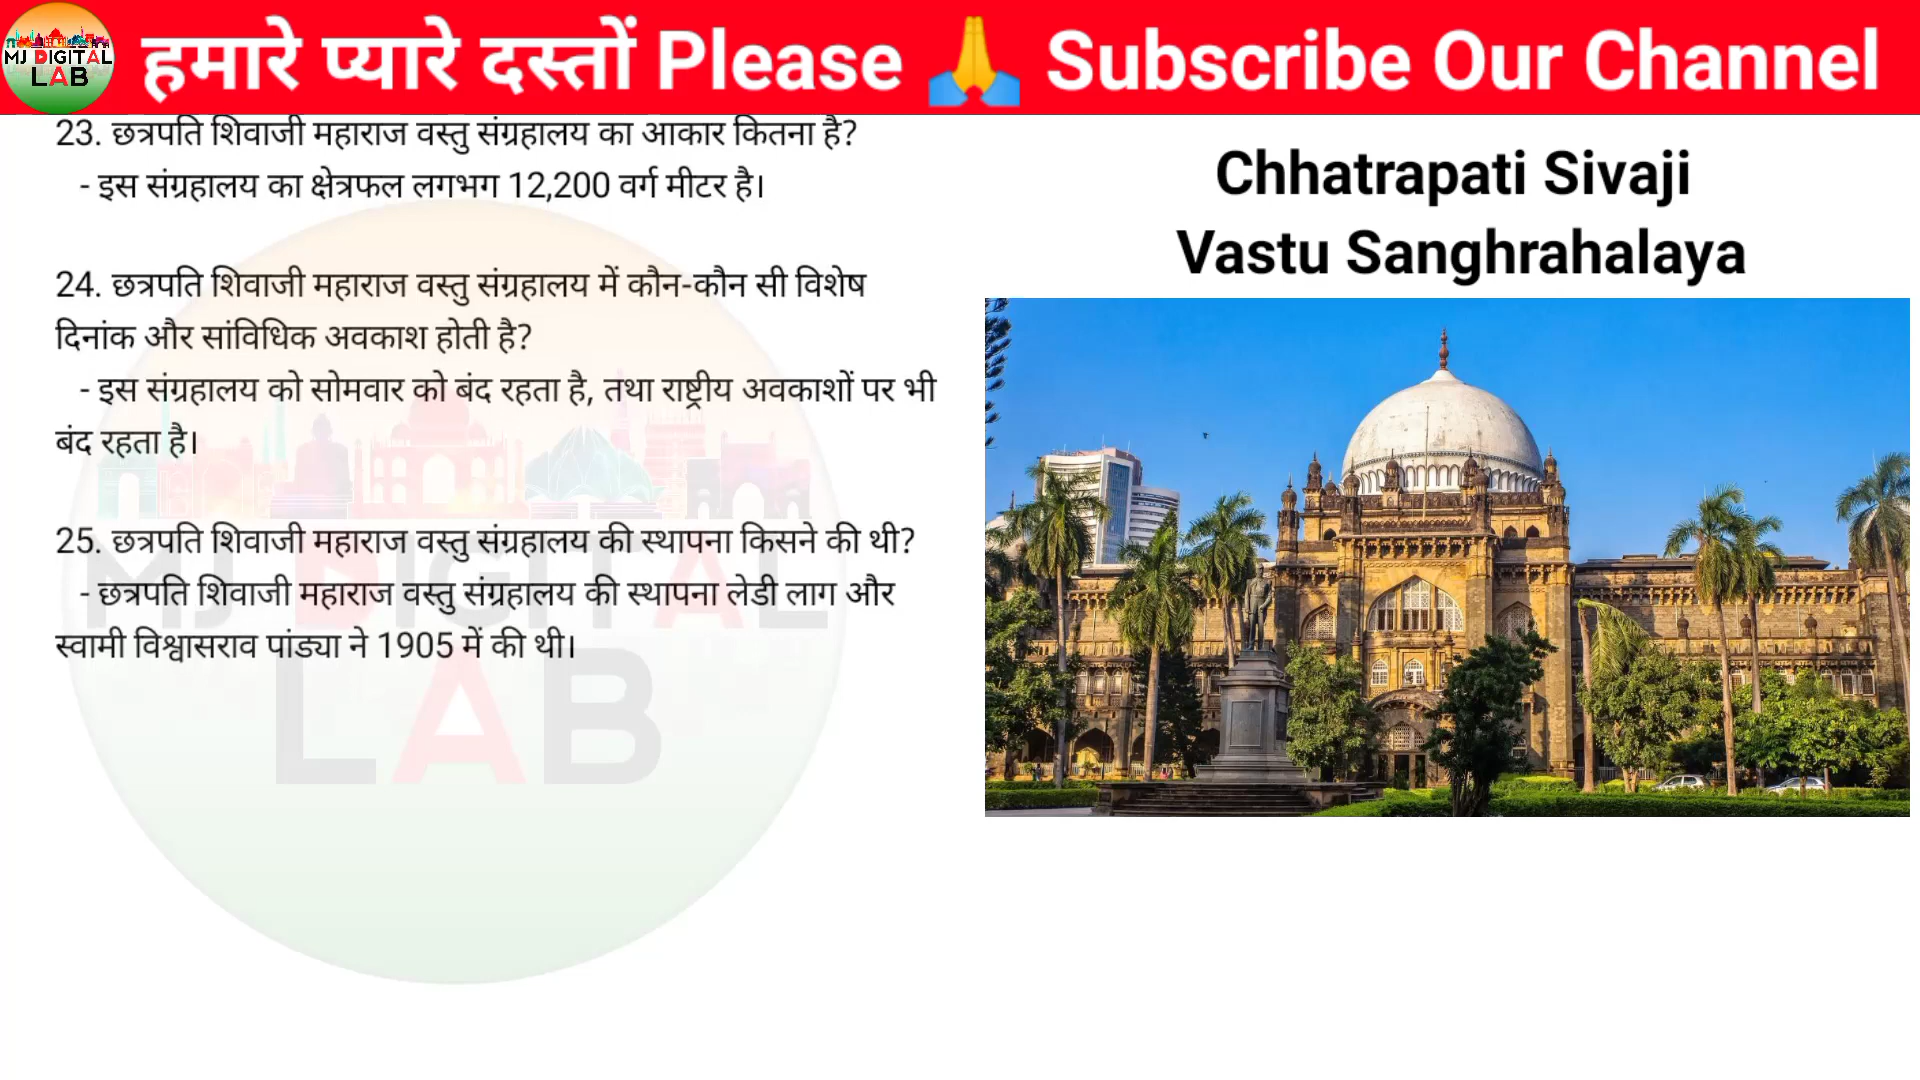 MJ DIGITAL
LAB
हमारे प्यारे दस्तों Please 🙏 Subscribe Our Channel
23. छत्रपति शिवाजी महाराज वस्तु संग्रहालय का आकार कितना है?
- इस संग्रहालय का क्षेत्रफल लगभग 12,200 वर्ग मीटर है।
24. छत्रपति शिवाजी महाराज वस्तु संग्रहालय में कौन-कौन सी विशेष
दिनांक और सांविधिक अवकाश होती है?
- इस संग्रहालय को सोमवार को बंद रहता है, तथा राष्ट्रीय अवकाशों पर भी
बंद रहता है।
25. छत्रपति शिवाजी महाराज वस्तु संग्रहालय की स्थापना किसने की थी?
- छत्रपति शिवाजी महाराज वस्तु संग्रहालय की स्थापना लेडी लाग और
स्वामी विश्वासराव पांड्या ने 1905 में की थी।
MJ DIGITAL
LAB
Chhatrapati Sivaji
Vastu Sanghrahalaya